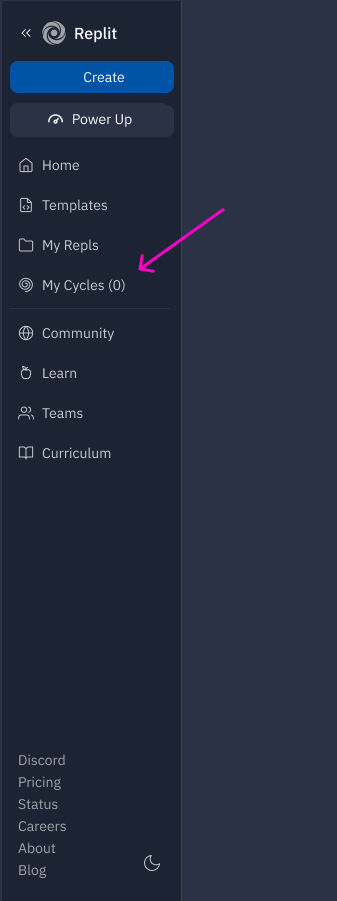 Replit
Create
Power Up
Home
Templates
My Repls
My Cycles (0)
Community
Learn
Teams
Curriculum
Discord
Pricing
Status
Careers
About
Blog